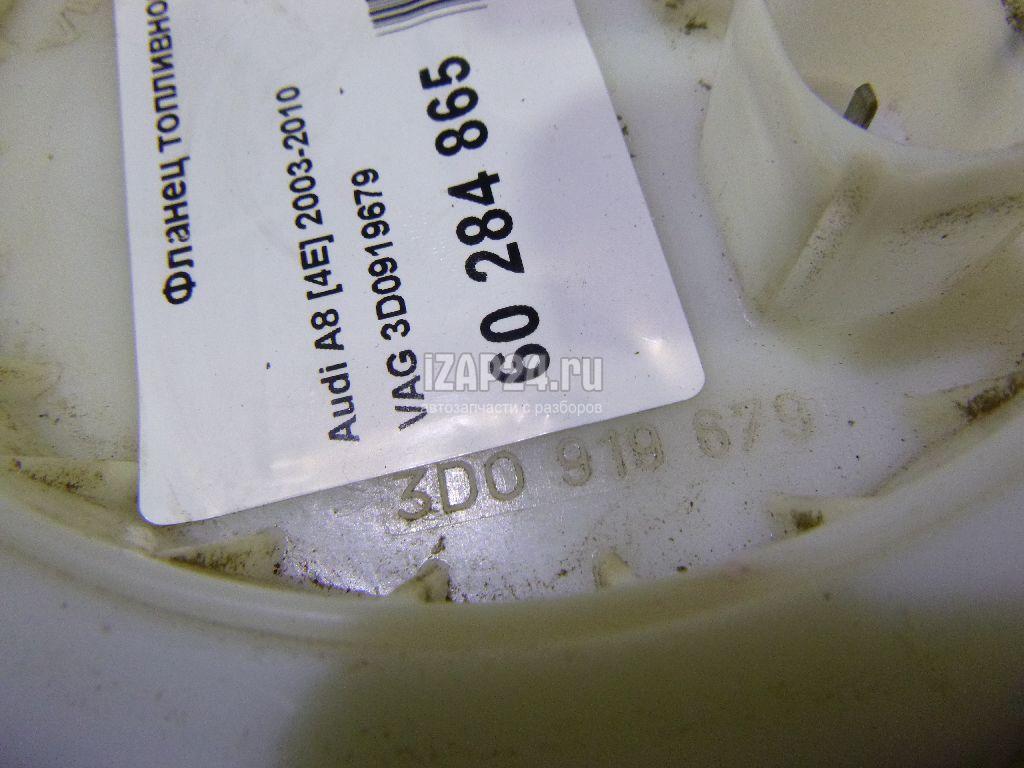 Фланец топливно
Audi A8 [4E] 2003-2010
VAG 3D0919679
60 284 865
iZAP24.ru
автозапчасти с разборов
3D0 919 679